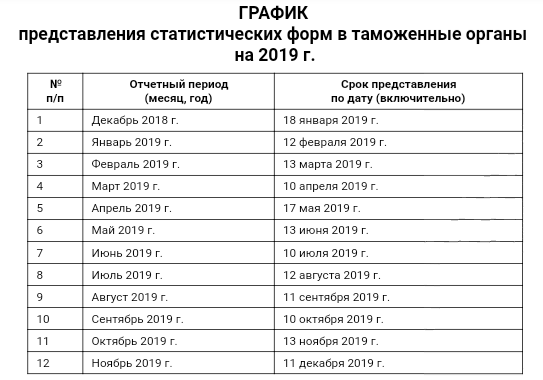 ГРАФИК
представления статистических форм в таможенные органы
на 2019 г.
№ п/п Отчетный период (месяц, год) Срок представления по дату (включительно)
1 Декабрь 2018 г. 18 января 2019 г.
2 Январь 2019 г. 12 февраля 2019 г.
3 Февраль 2019 г. 13 марта 2019 г.
4 Март 2019 г. 10 апреля 2019 г.
5 Апрель 2019 г. 17 мая 2019 г.
6 Май 2019 г. 13 июня 2019 г.
7 Июнь 2019 г. 10 июля 2019 г.
8 Июль 2019 г. 12 августа 2019 г.
9 Август 2019 г. 11 сентября 2019 г.
10 Сентябрь 2019 г. 10 октября 2019 г.
11 Октябрь 2019 г. 13 ноября 2019 г.
12 Ноябрь 2019 г. 11 декабря 2019 г.